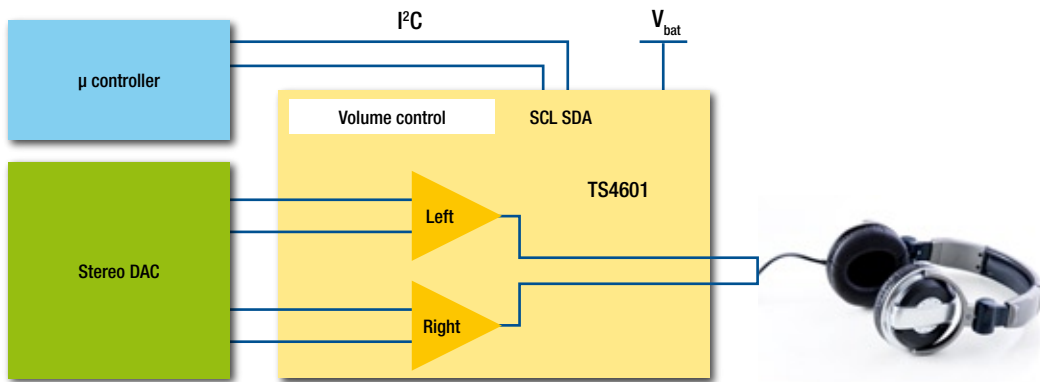 I²C
V_bat
µ controller
Volume control
SCL SDA
TS4601
Left
Stereo DAC
Right